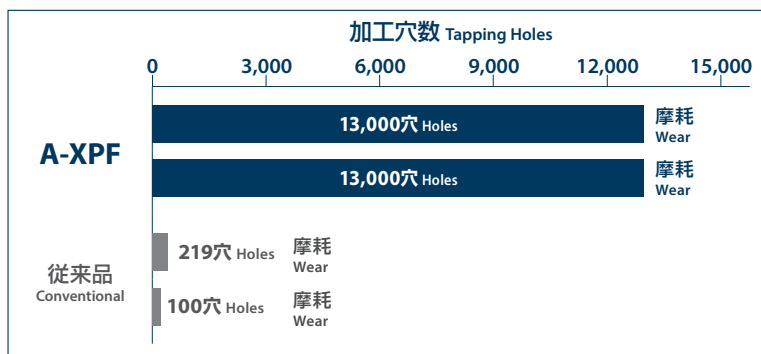 加工穴数 Tapping Holes
0 3,000 6,000 9,000 12,000 15,000
A-XPF
13,000穴 Holes 摩耗
Wear
13,000穴 Holes 摩耗
Wear
従来品
Conventional
219穴 Holes 摩耗
Wear
100穴 Holes 摩耗
Wear